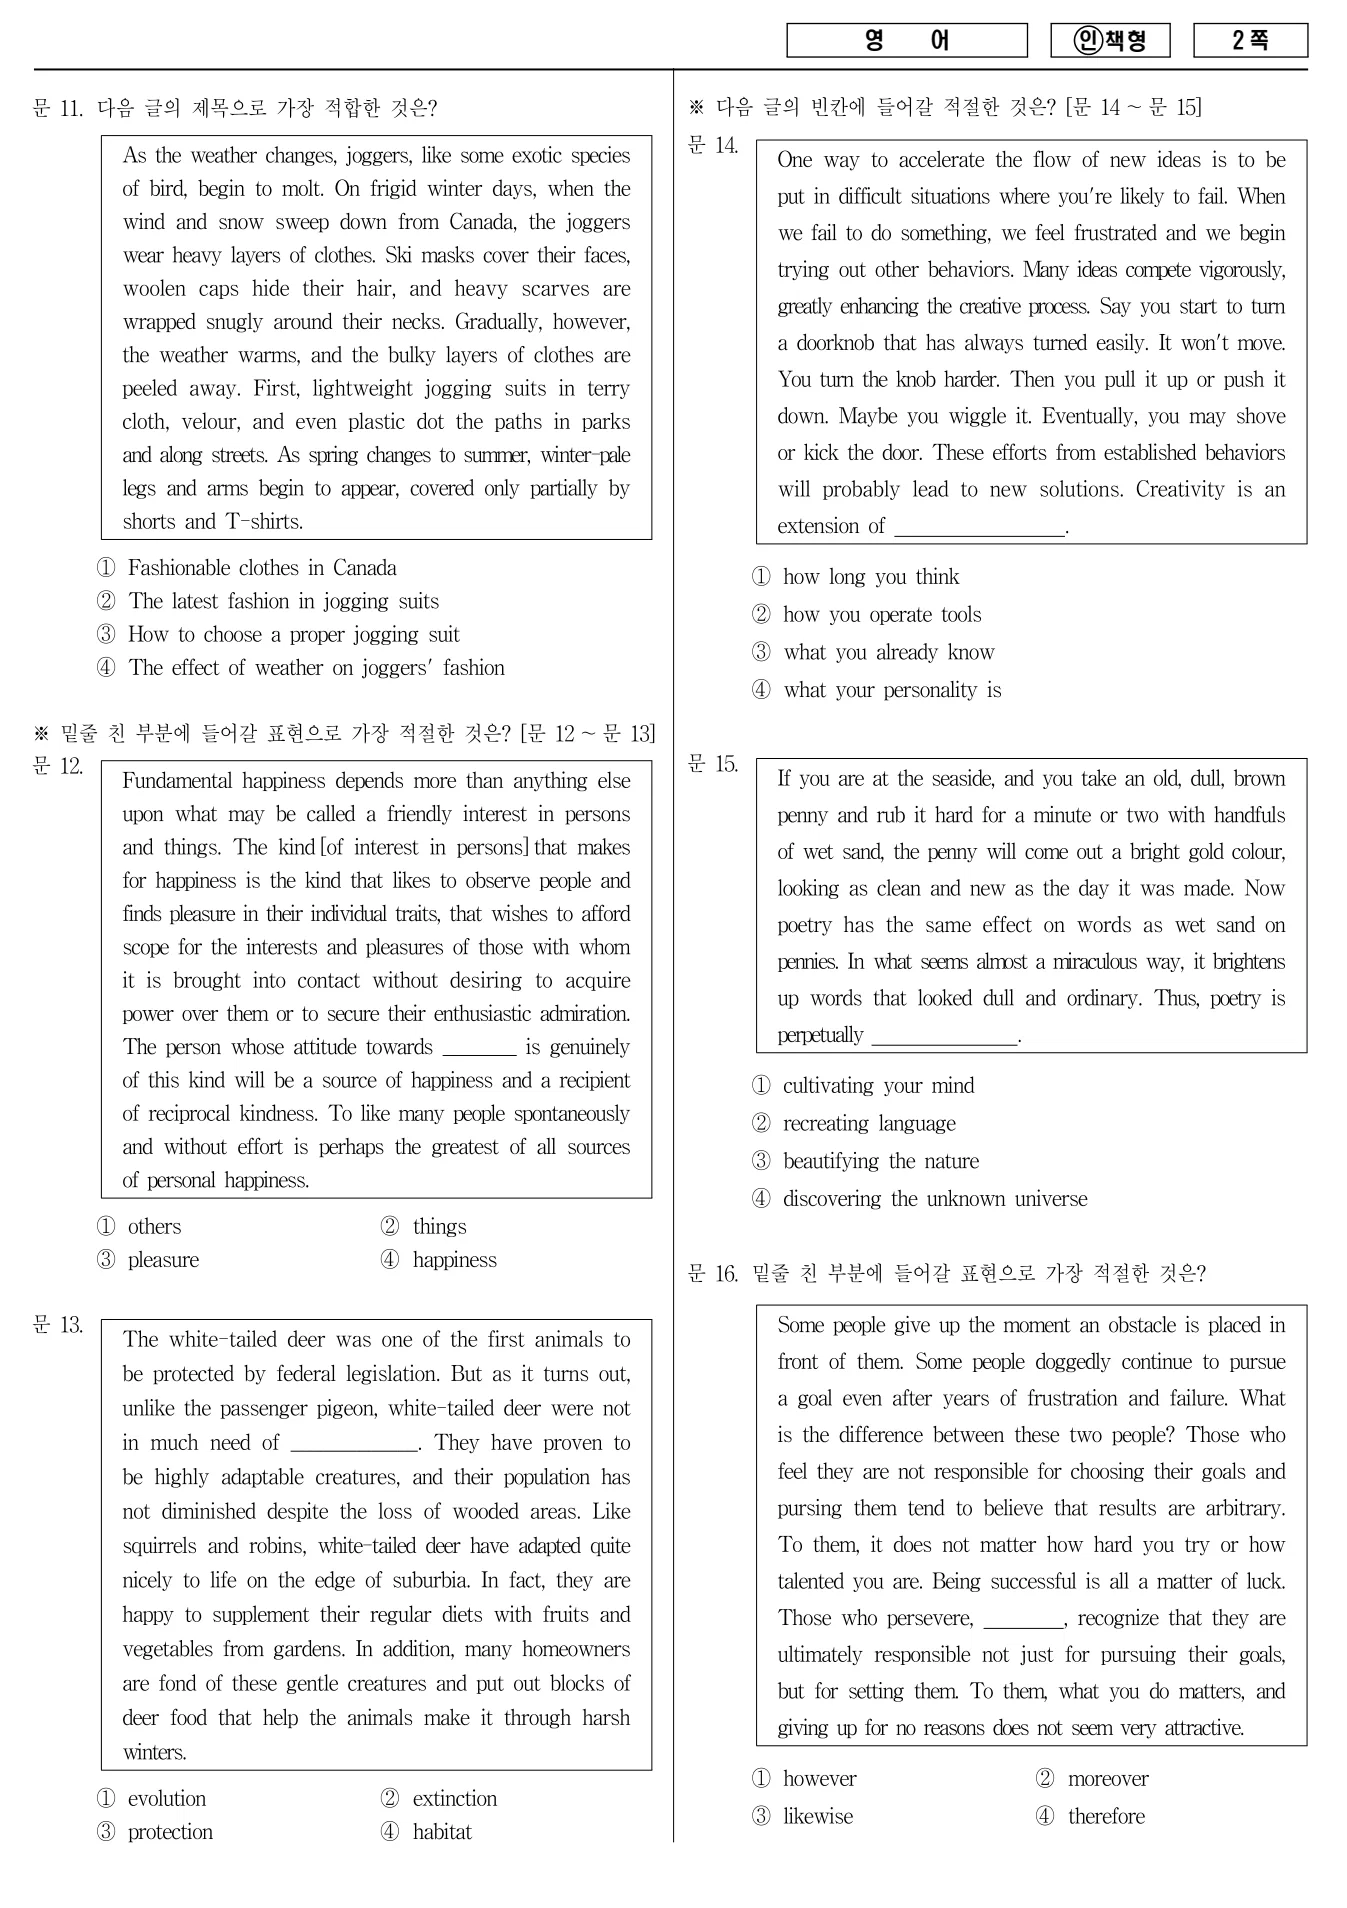 영 어
인책형
2 쪽
문 11. 다음 글의 제목으로 가장 적합한 것은?
As the weather changes, joggers, like some exotic species
of bird, begin to molt. On frigid winter days, when the
wind and snow sweep down from Canada, the joggers
wear heavy layers of clothes. Ski masks cover their faces,
woolen caps hide their hair, and heavy scarves are
wrapped snugly around their necks. Gradually, however,
the weather warms, and the bulky layers of clothes are
peeled away. First, lightweight jogging suits in terry
cloth, velour, and even plastic dot the paths in parks
and along streets. As spring changes to summer, winter-pale
legs and arms begin to appear, covered only partially by
shorts and T-shirts.
① Fashionable clothes in Canada
② The latest fashion in jogging suits
③ How to choose a proper jogging suit
④ The effect of weather on joggers' fashion
※ 밑줄 친 부분에 들어갈 표현으로 가장 적절한 것은? [문 12 ~ 문 13]
문 12.
Fundamental happiness depends more than anything else
upon what may be called a friendly interest in persons
and things. The kind [of interest in persons] that makes
for happiness is the kind that likes to observe people and
finds pleasure in their individual traits, that wishes to afford
scope for the interests and pleasures of those with whom
it is brought into contact without desiring to acquire
power over them or to secure their enthusiastic admiration.
The person whose attitude towards _______ is genuinely
of this kind will be a source of happiness and a recipient
of reciprocal kindness. To like many people spontaneously
and without effort is perhaps the greatest of all sources
of personal happiness.
① others ② things
③ pleasure ④ happiness
문 13.
The white-tailed deer was one of the first animals to
be protected by federal legislation. But as it turns out,
unlike the passenger pigeon, white-tailed deer were not
in much need of ____________. They have proven to
be highly adaptable creatures, and their population has
not diminished despite the loss of wooded areas. Like
squirrels and robins, white-tailed deer have adapted quite
nicely to life on the edge of suburbia. In fact, they are
happy to supplement their regular diets with fruits and
vegetables from gardens. In addition, many homeowners
are fond of these gentle creatures and put out blocks of
deer food that help the animals make it through harsh
winters.
① evolution ② extinction
③ protection ④ habitat
※ 다음 글의 빈칸에 들어갈 적절한 것은? [문 14 ~ 문 15]
문 14.
One way to accelerate the flow of new ideas is to be
put in difficult situations where you're likely to fail. When
we fail to do something, we feel frustrated and we begin
trying out other behaviors. Many ideas compete vigorously,
greatly enhancing the creative process. Say you start to turn
a doorknob that has always turned easily. It won't move.
You turn the knob harder. Then you pull it up or push it
down. Maybe you wiggle it. Eventually, you may shove
or kick the door. These efforts from established behaviors
will probably lead to new solutions. Creativity is an
extension of ________________.
① how long you think
② how you operate tools
③ what you already know
④ what your personality is
문 15.
If you are at the seaside, and you take an old, dull, brown
penny and rub it hard for a minute or two with handfuls
of wet sand, the penny will come out a bright gold colour,
looking as clean and new as the day it was made. Now
poetry has the same effect on words as wet sand on
pennies. In what seems almost a miraculous way, it brightens
up words that looked dull and ordinary. Thus, poetry is
perpetually ______________.
① cultivating your mind
② recreating language
③ beautifying the nature
④ discovering the unknown universe
문 16. 밑줄 친 부분에 들어갈 표현으로 가장 적절한 것은?
Some people give up the moment an obstacle is placed in
front of them. Some people doggedly continue to pursue
a goal even after years of frustration and failure. What
is the difference between these two people? Those who
feel they are not responsible for choosing their goals and
pursing them tend to believe that results are arbitrary.
To them, it does not matter how hard you try or how
talented you are. Being successful is all a matter of luck.
Those who persevere, ________, recognize that they are
ultimately responsible not just for pursuing their goals,
but for setting them. To them, what you do matters, and
giving up for no reasons does not seem very attractive.
① however ② moreover
③ likewise ④ therefore